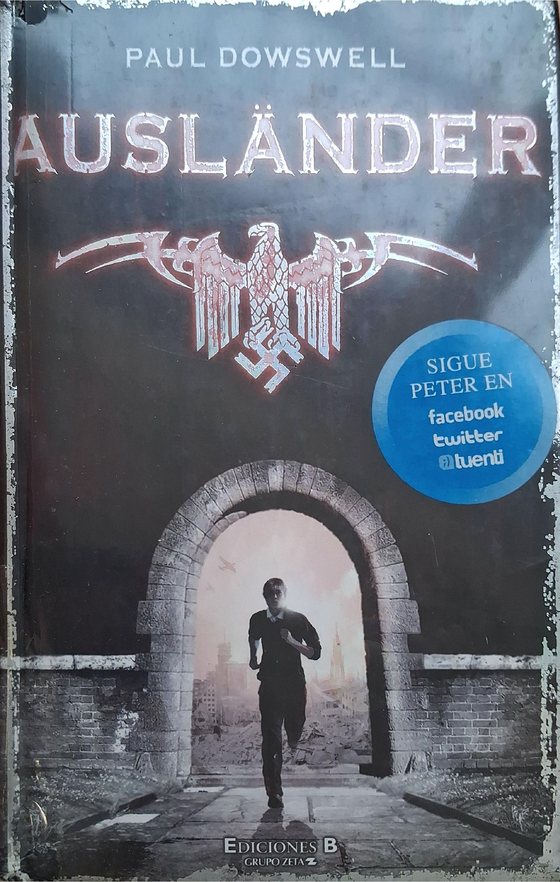 PAUL DOWSWELL
AUSLÄNDER
SIGUE
PETER EN
facebook
twitter
tuenti
EDICIONES B
GRUPO ZETA